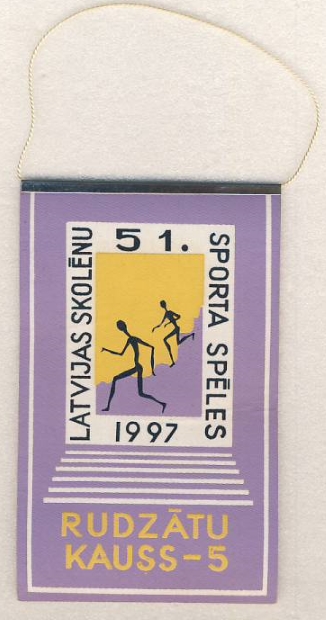 51.
LATVIJAS SKOLĒNU
SPORTA SPĒLES
1997
RUDZĀTU
KAUSS-5